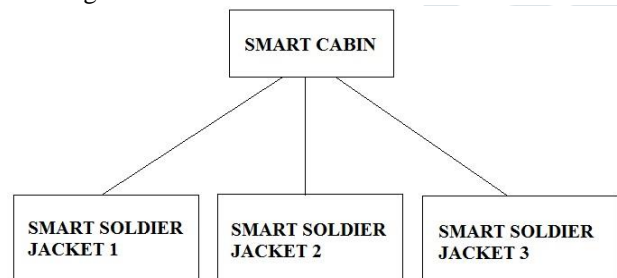 SMART CABIN
SMART SOLDIER
JACKET 1
SMART SOLDIER
JACKET 2
SMART SOLDIER
JACKET 3